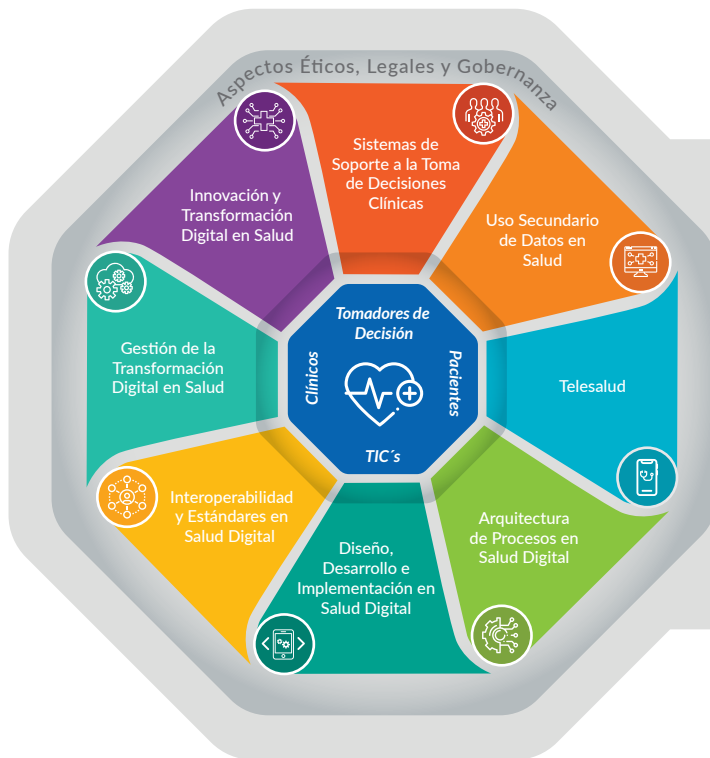 Aspectos Éticos, Legales y Gobernanza
Sistemas de
Soporte a la Toma
de Decisiones
Clínicas
Uso Secundario
de Datos en
Salud
Telesalud
Arquitectura
de Procesos en
Salud Digital
Diseño,
Desarrollo e
Implementación en
Salud Digital
Interoperabilidad
y Estándares en
Salud Digital
Gestión de la
Transformación
Digital en Salud
Innovación y
Transformación
Digital en Salud
Tomadores de
Decisión
Pacientes
TIC´s
Clínicos